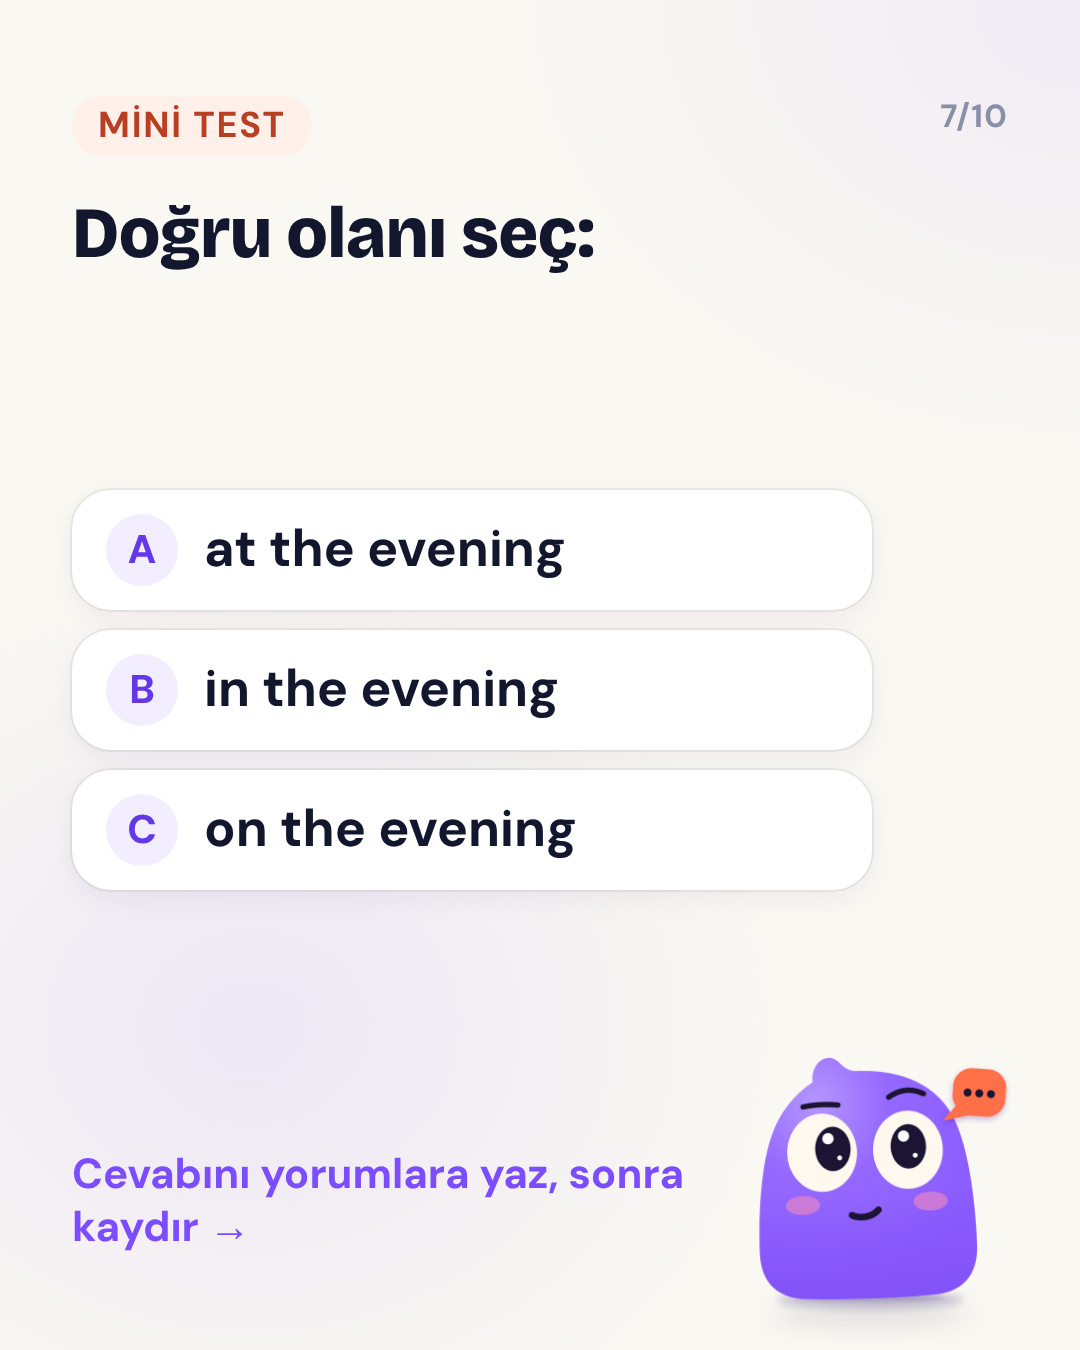 MİNİ TEST
7/10
Doğru olanı seç:
A at the evening
B in the evening
C on the evening
Cevabını yorumlara yaz, sonra
kaydır →